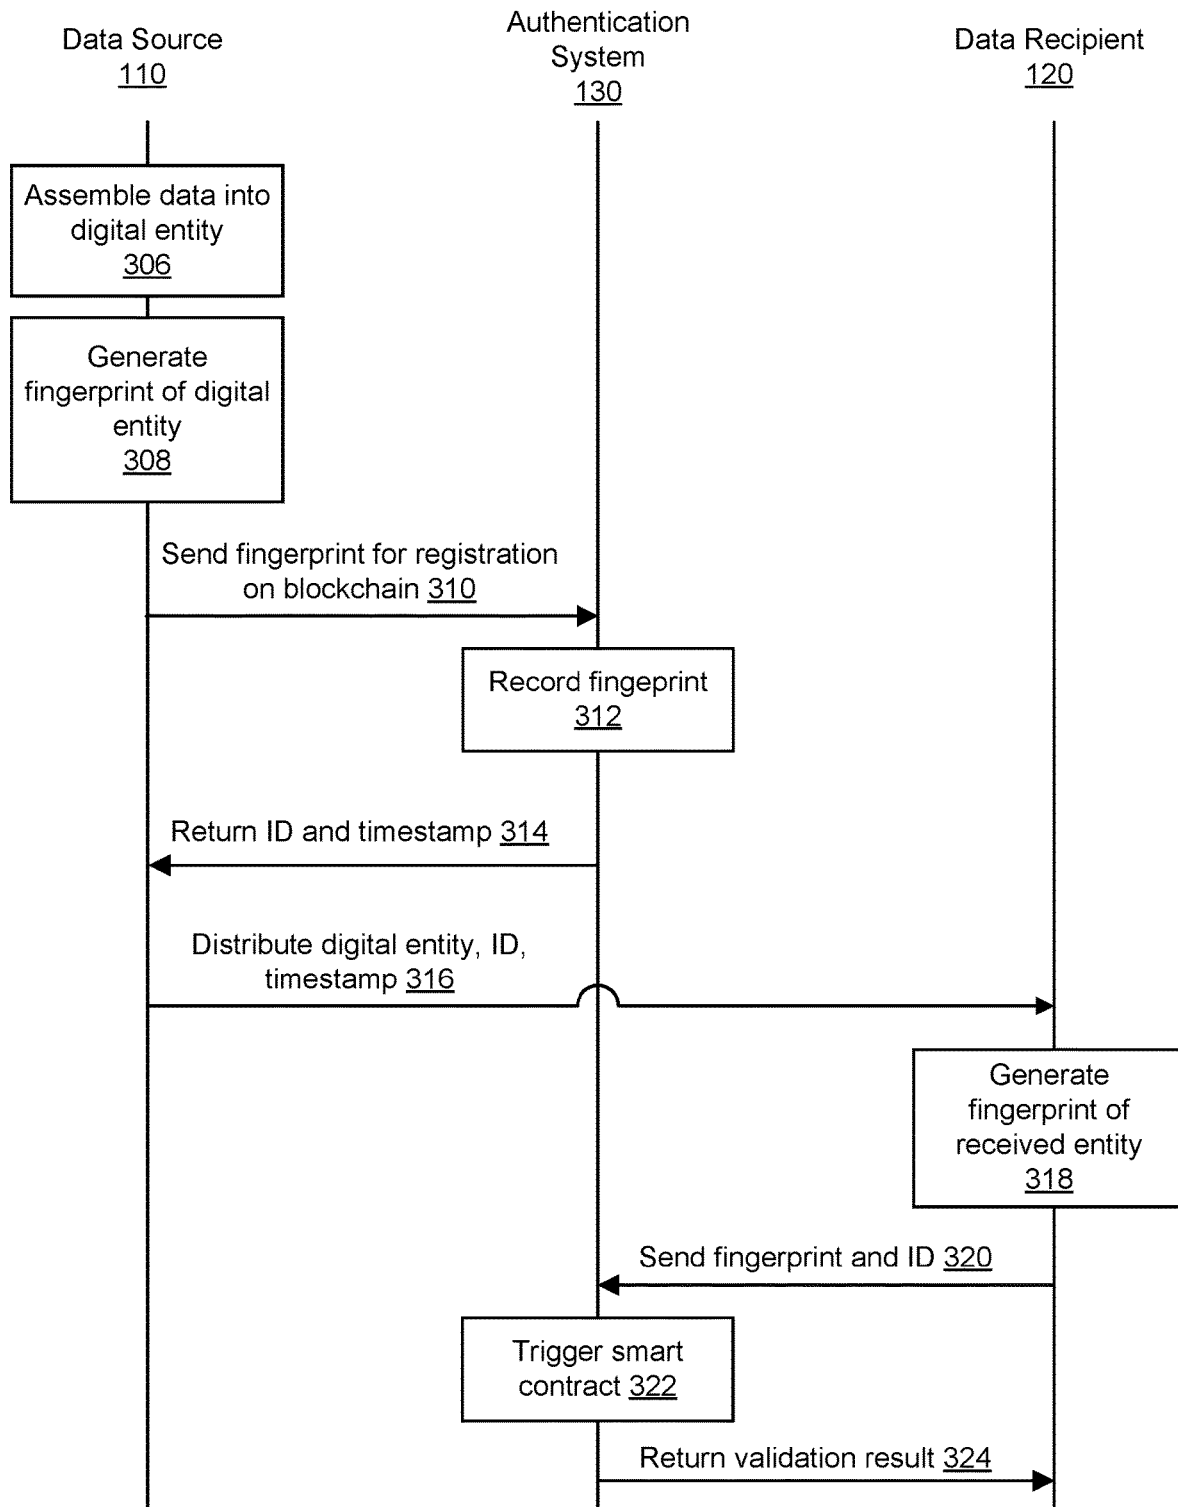 Data Source
110
Authentication
System
130
Data Recipient
120
Assemble data into
digital entity
306
Generate
fingerprint of digital
entity
308
Send fingerprint for registration
on blockchain 310
Record fingeprint
312
Return ID and timestamp 314
Distribute digital entity, ID,
timestamp 316
Generate
fingerprint of
received entity
318
Send fingerprint and ID 320
Trigger smart
contract 322
Return validation result 324